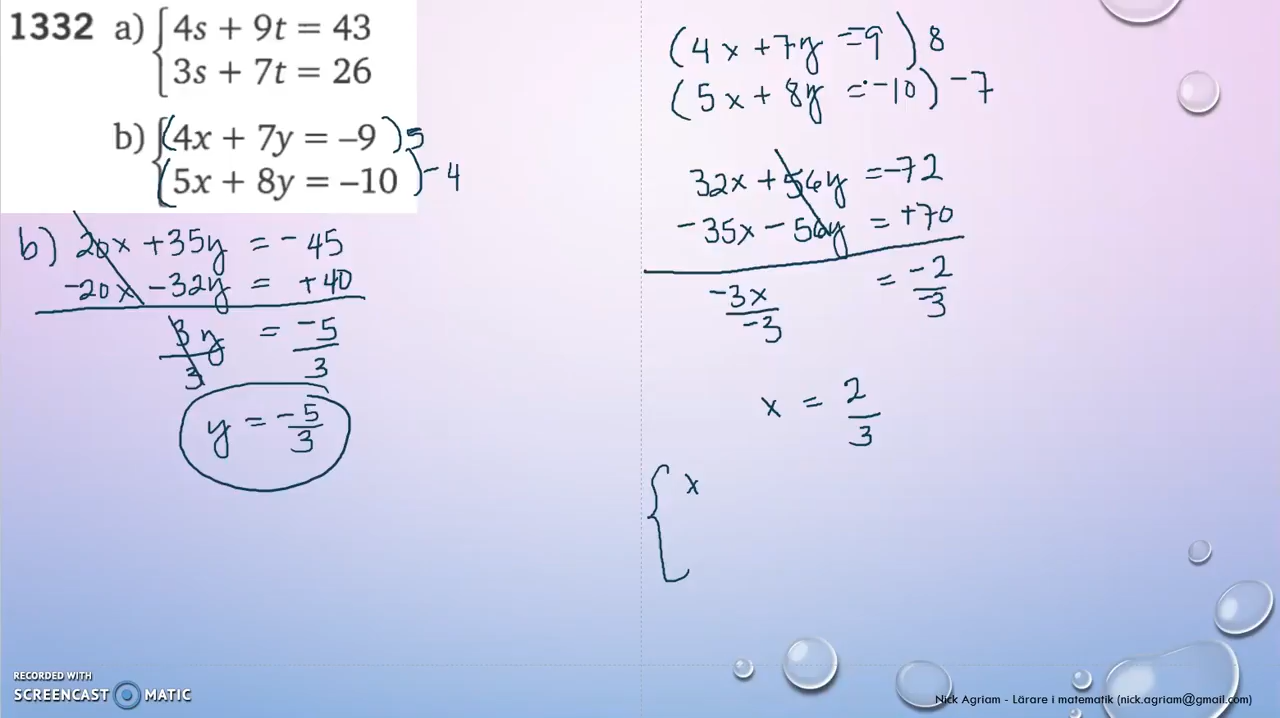 1332 a) { 4s + 9t = 43
3s + 7t = 26
b) { (4x + 7y = –9 ) 5
(5x + 8y = –10 ) -4
b) 20x + 35y = - 45
-20x - 32y = +40
3y/3 = -5/3
y = -5/3
(4x + 7y = -9 ) 8
(5x + 8y = -10) -7
32x + 56y = -72
-35x - 56y = +70
-3x/-3 = -2/-3
x = 2/3
{ x
RECORDED WITH
SCREENCAST MATIC
Nick Agriam - Lärare i matematik (nick.agriam@gmail.com)